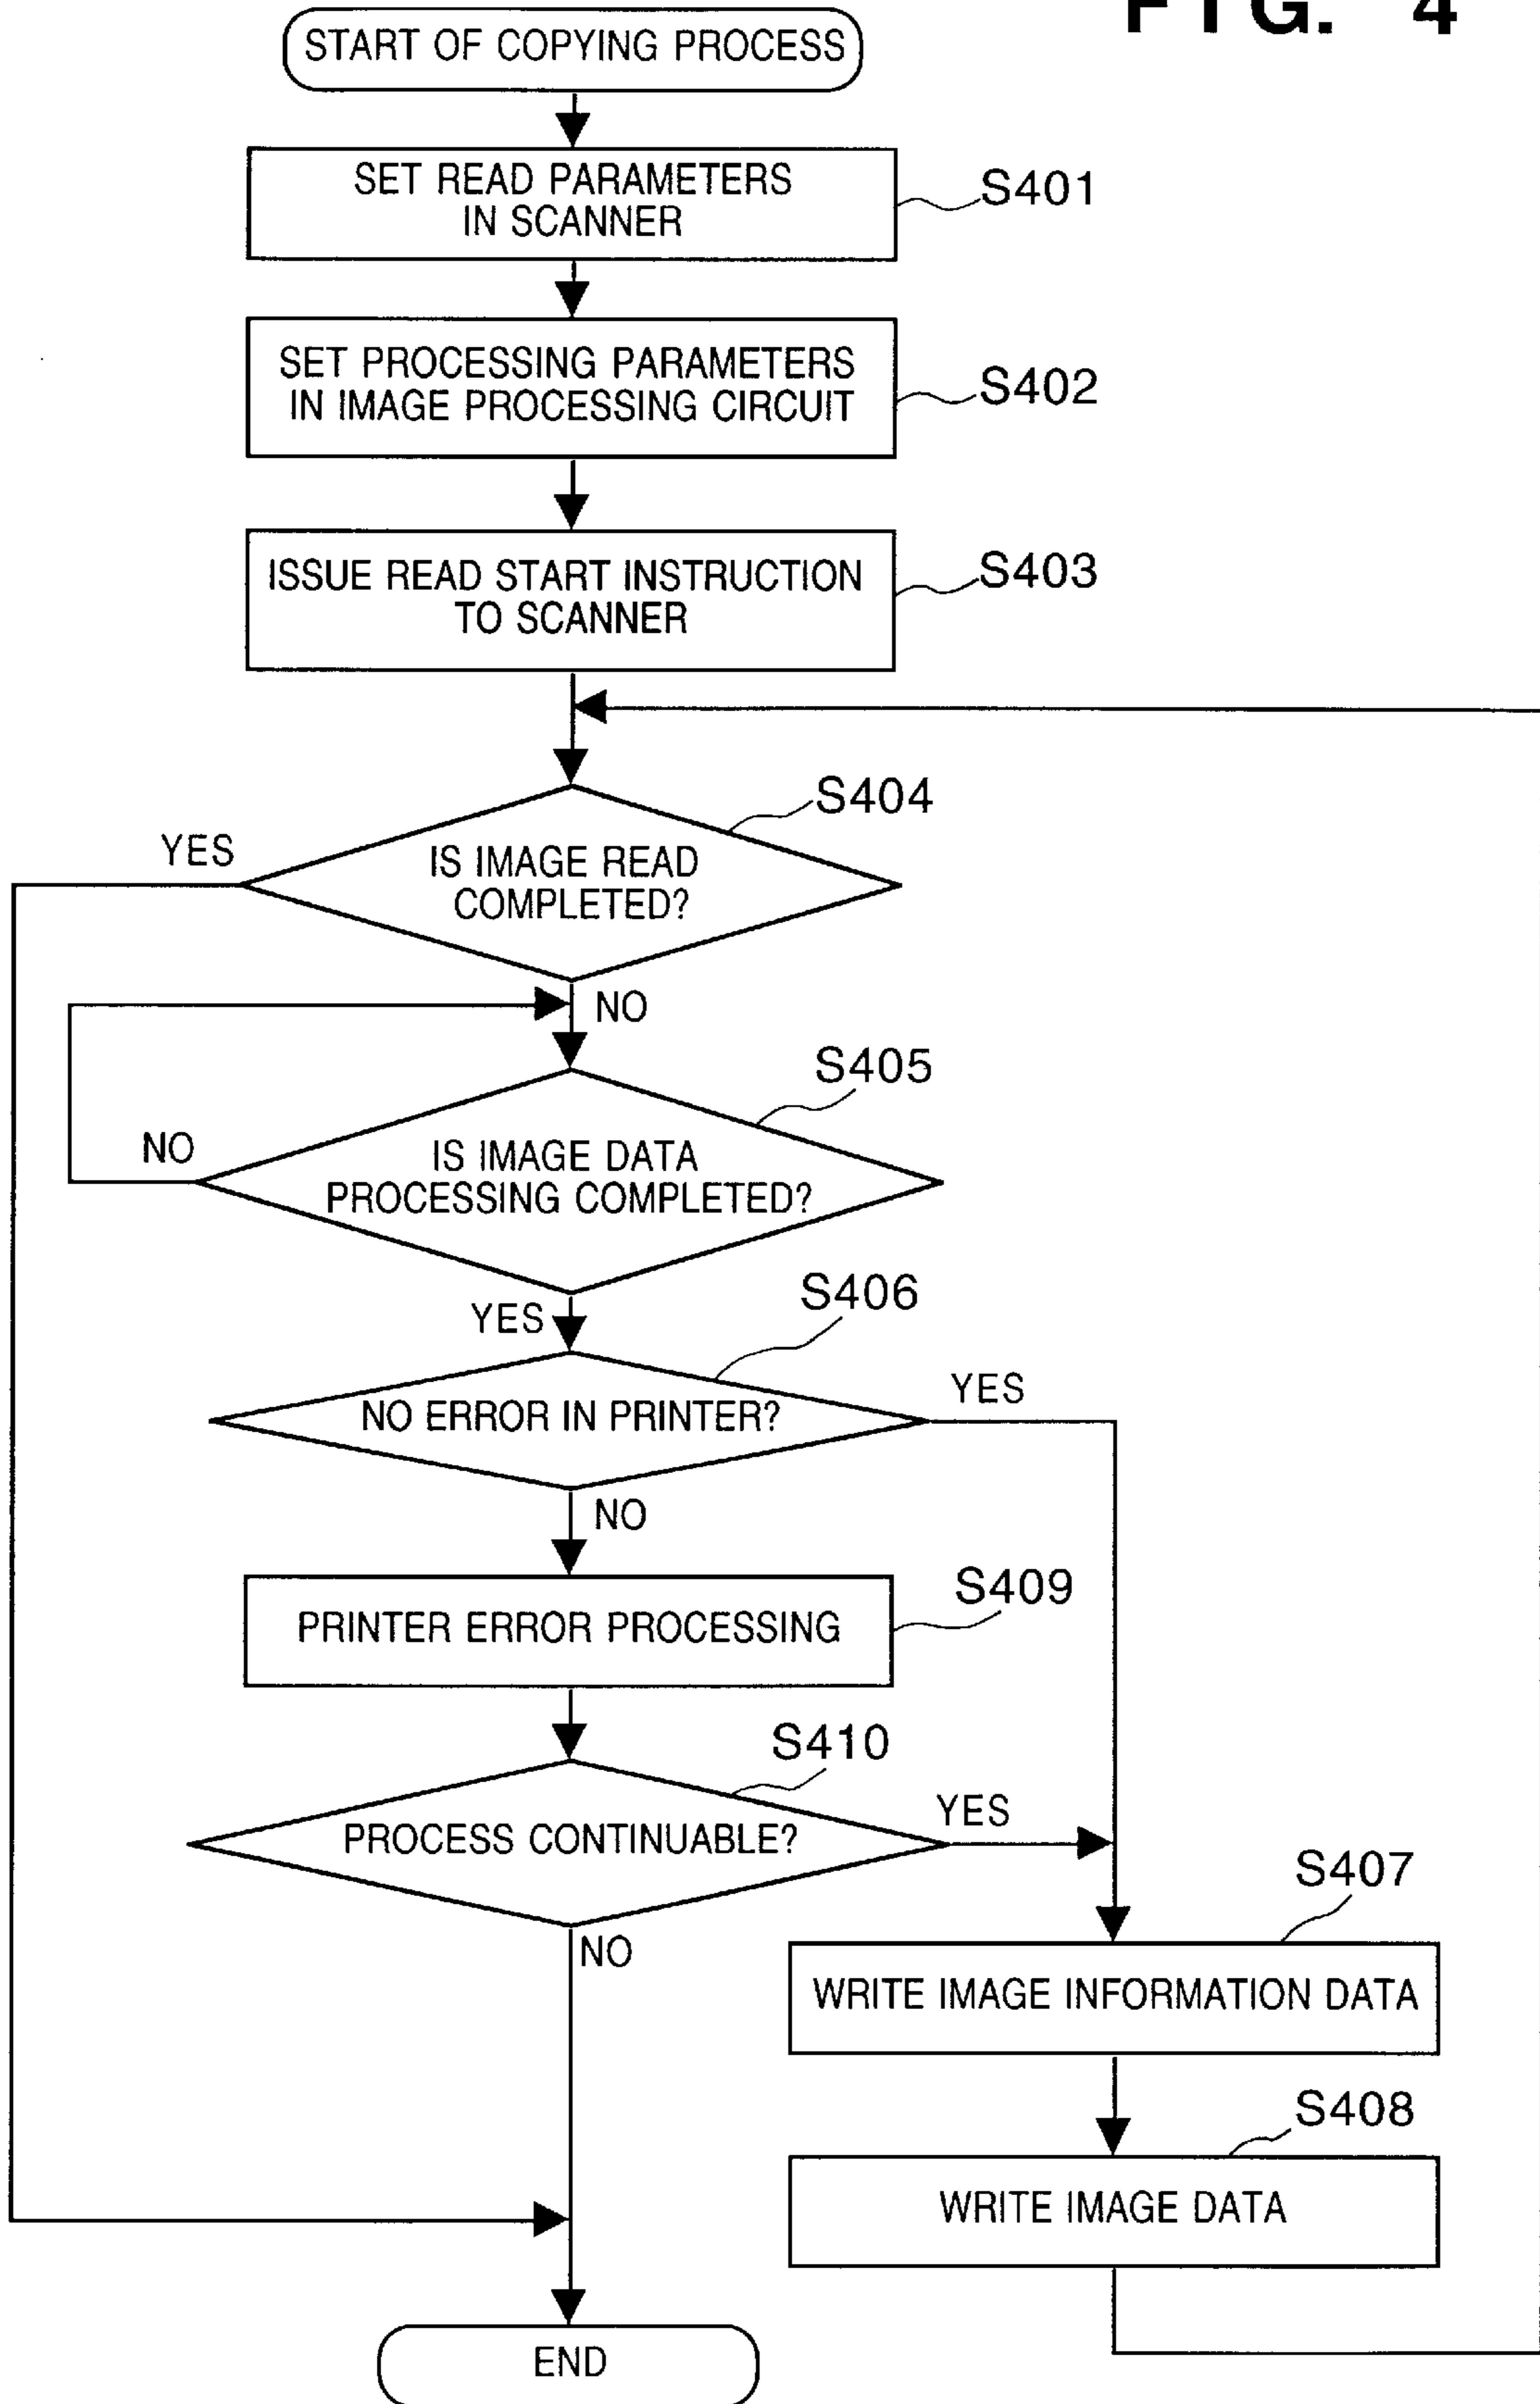 FIG. 4
START OF COPYING PROCESS
SET READ PARAMETERS
IN SCANNER
S401
SET PROCESSING PARAMETERS
IN IMAGE PROCESSING CIRCUIT
S402
ISSUE READ START INSTRUCTION
TO SCANNER
S403
S404
YES
IS IMAGE READ
COMPLETED?
NO
S405
NO
IS IMAGE DATA
PROCESSING COMPLETED?
S406
YES
YES
NO ERROR IN PRINTER?
NO
S409
PRINTER ERROR PROCESSING
S410
YES
PROCESS CONTINUABLE?
S407
NO
WRITE IMAGE INFORMATION DATA
S408
WRITE IMAGE DATA
END